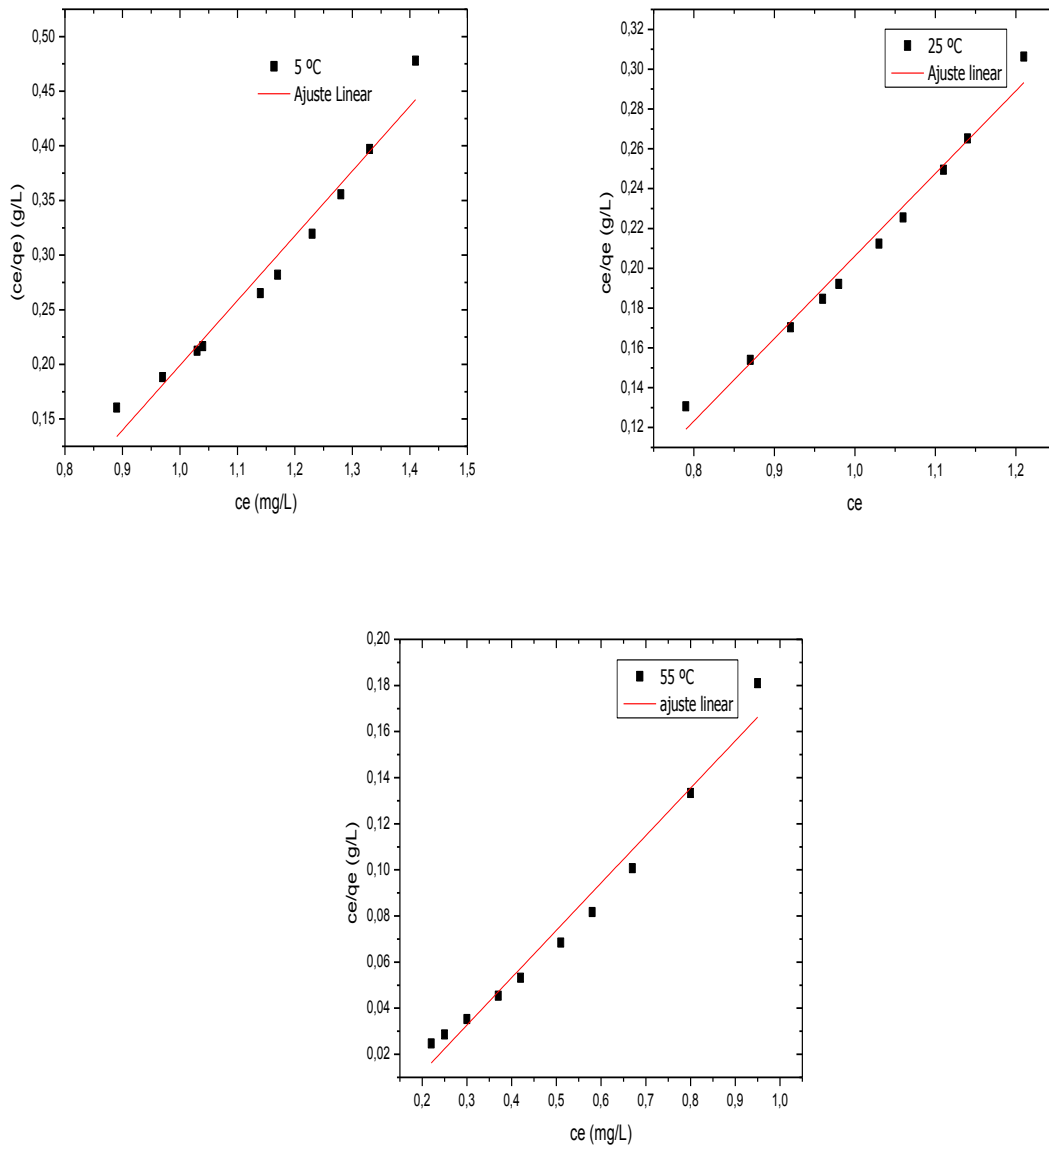 0,50
0,45
0,40
0,35
0,30
0,25
0,20
0,15
(ce/qe) (g/L)
5 ºC
Ajuste Linear
0,8 0,9 1,0 1,1 1,2 1,3 1,4 1,5
ce (mg/L)
0,32
0,30
0,28
0,26
0,24
0,22
0,20
0,18
0,16
0,14
0,12
ce/qe (g/L)
25 ºC
Ajuste linear
0,8 0,9 1,0 1,1 1,2
ce
0,20
0,18
0,16
0,14
0,12
0,10
0,08
0,06
0,04
0,02
ce/qe (g/L)
55 ºC
ajuste linear
0,2 0,3 0,4 0,5 0,6 0,7 0,8 0,9 1,0
ce (mg/L)